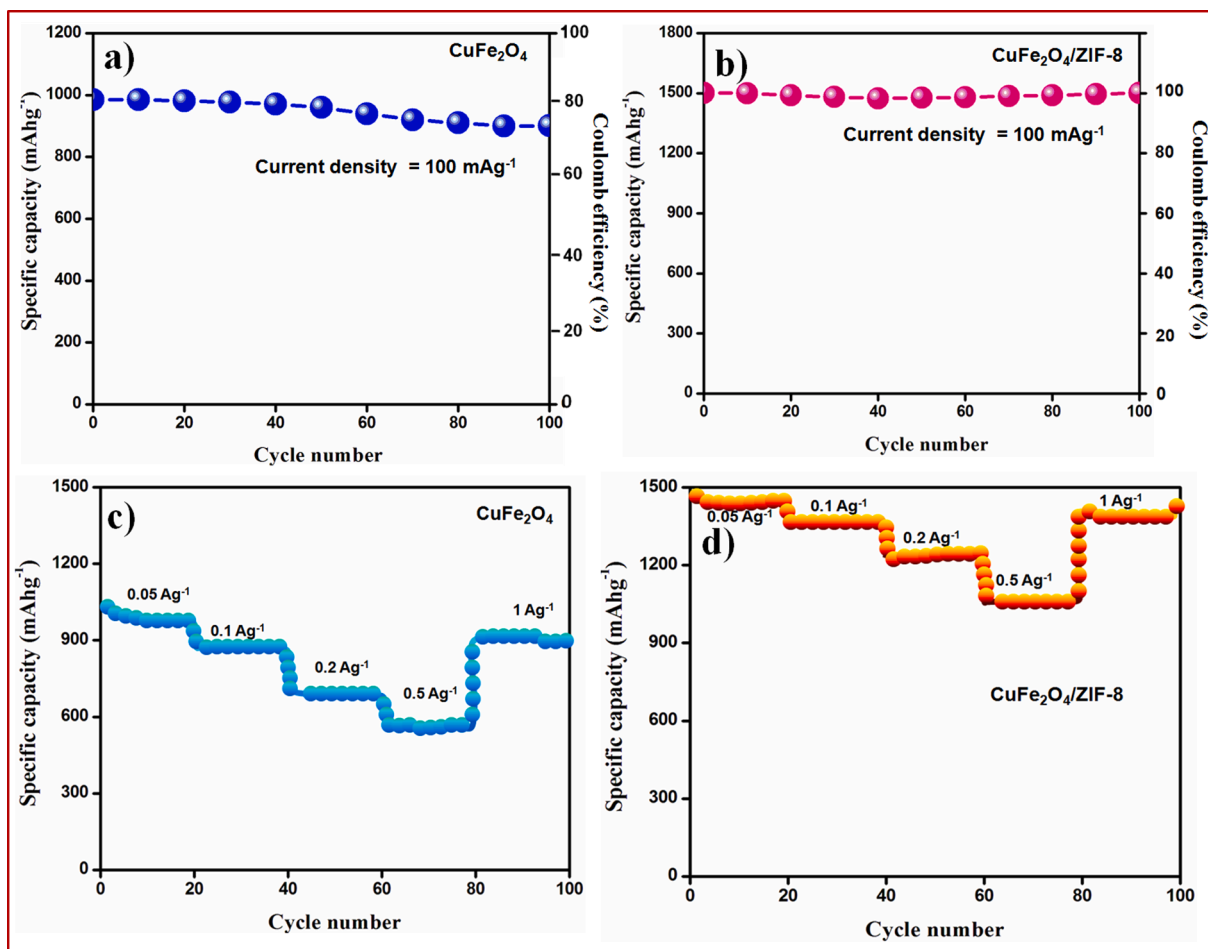 a)
CuFe₂O₄
Current density = 100 mAg⁻¹
1200
1000
800
600
400
200
0
100
80
60
40
20
0
0 20 40 60 80 100
Specific capacity (mAhg⁻¹)
Coulomb efficiency (%)
Cycle number
b)
CuFe₂O₄/ZIF-8
Current density = 100 mAg⁻¹
1800
1500
1200
900
600
300
0
100
80
60
40
20
0
0 20 40 60 80 100
Specific capacity (mAhg⁻¹)
Coulomb efficiency (%)
Cycle number
c)
CuFe₂O₄
0.05 Ag⁻¹
0.1 Ag⁻¹
0.2 Ag⁻¹
0.5 Ag⁻¹
1 Ag⁻¹
1500
1200
900
600
300
0
0 20 40 60 80 100
Specific capacity (mAhg⁻¹)
Cycle number
d)
0.05 Ag⁻¹
0.1 Ag⁻¹
0.2 Ag⁻¹
0.5 Ag⁻¹
1 Ag⁻¹
CuFe₂O₄/ZIF-8
1500
1200
900
600
300
0
0 20 40 60 80 100
Specific capacity (mAhg⁻¹)
Cycle number